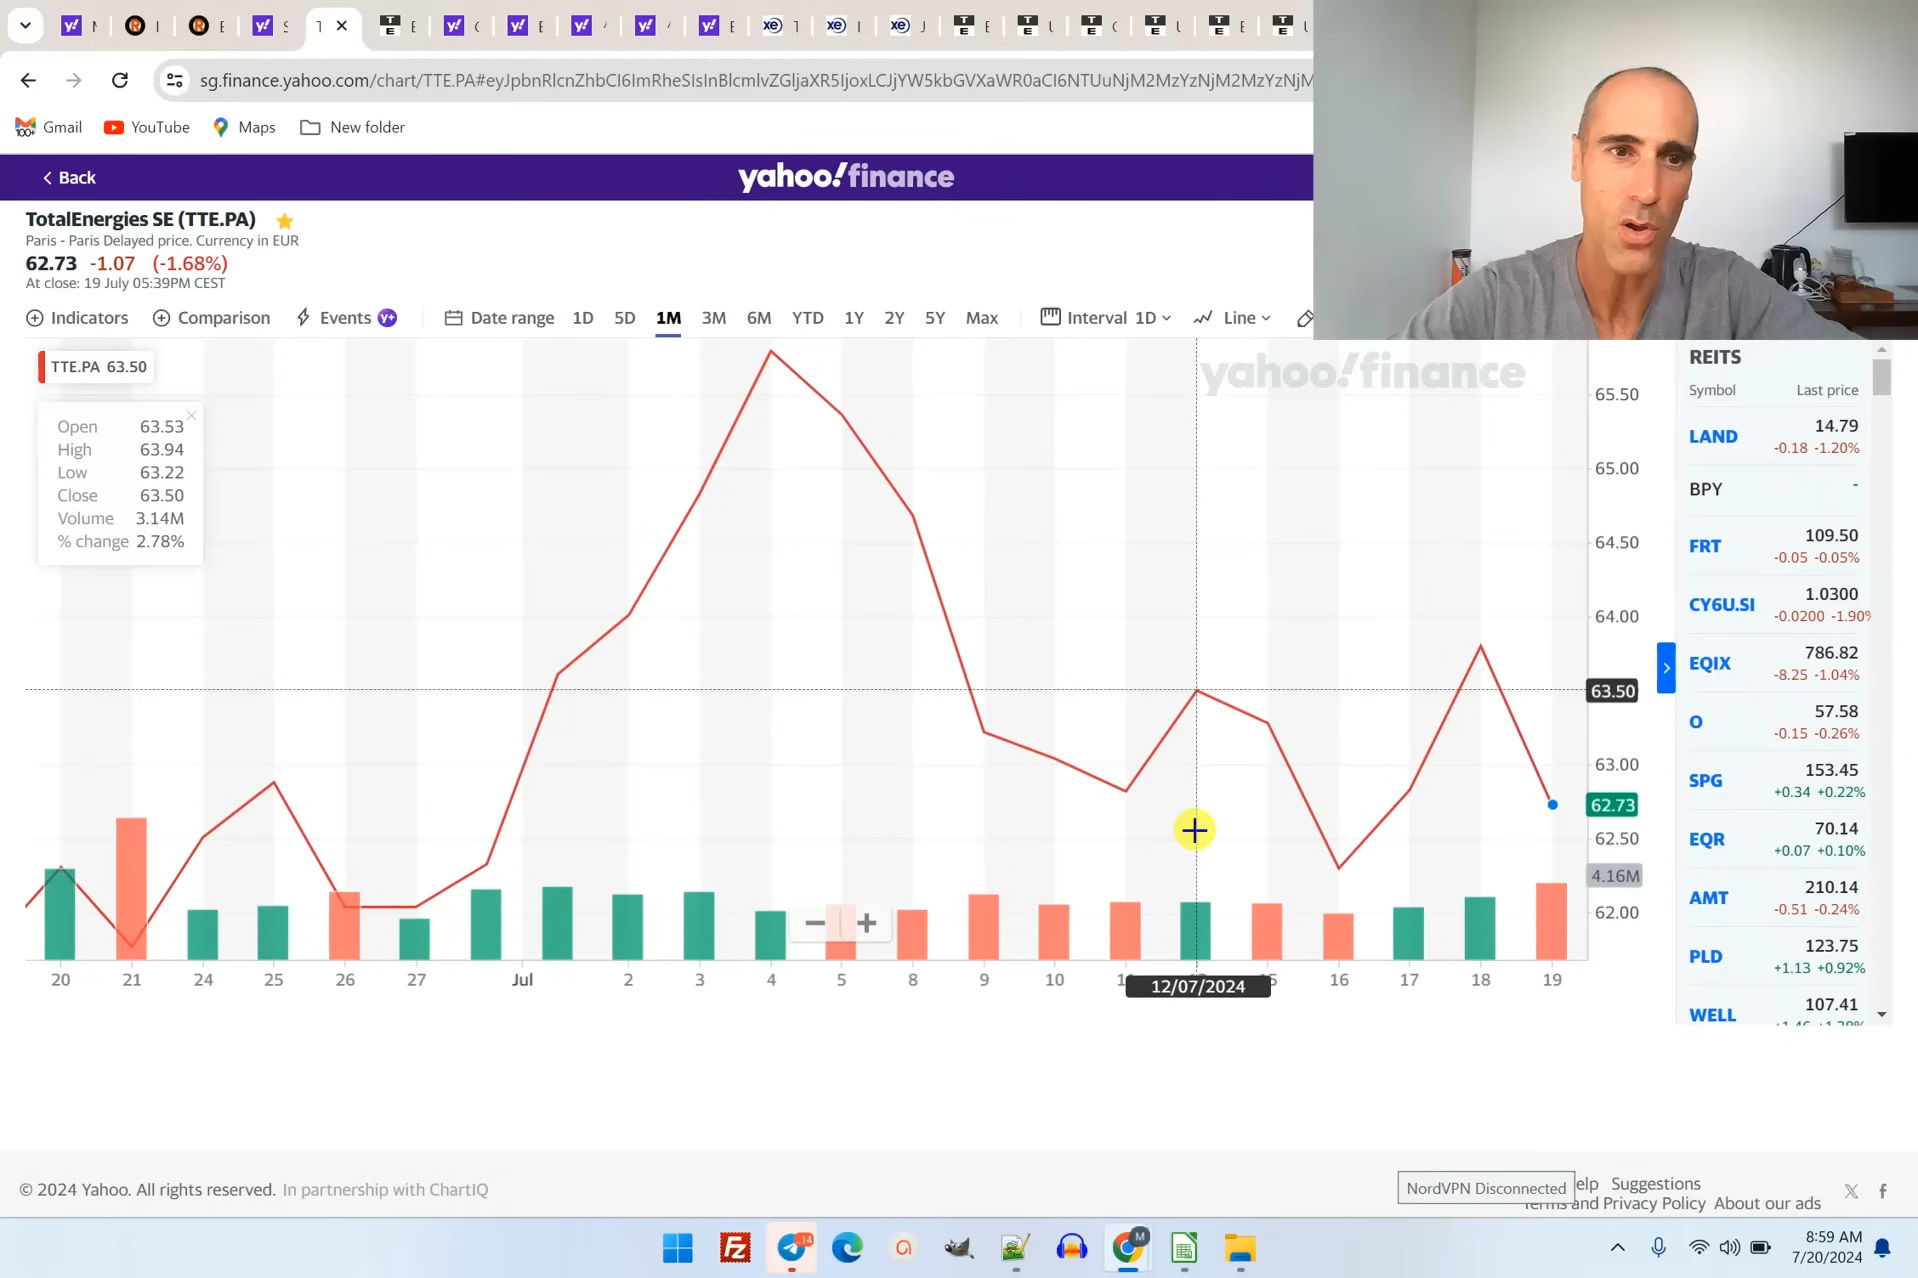 sg.finance.yahoo.com/chart/TTE.PA#eyJpbnRlcnZhbCI6ImRheSIsInBlcmlvZGljaXR5IjoxLCJjYW5kbGVXaWR0aCI6NTUuNjM2MzYzNjM2MzYzNjM
Gmail YouTube Maps New folder
Back
yahoo!finance
TotalEnergies SE (TTE.PA)
Paris - Paris Delayed price. Currency in EUR
62.73 -1.07 (-1.68%)
At close: 19 July 05:39PM CEST
Indicators Comparison Events Y+ Date range 1D 5D 1M 3M 6M YTD 1Y 2Y 5Y Max Interval 1D Line
TTE.PA 63.50
Open 63.53
High 63.94
Low 63.22
Close 63.50
Volume 3.14M
% change 2.78%
yahoo!finance
65.50
65.00
64.50
64.00
63.50
63.00
62.73
62.50
4.16M
62.00
20 21 24 25 26 27 Jul 2 3 4 5 8 9 10 12/07/2024 16 17 18 19
REITS
Symbol Last price
LAND 14.79
-0.18 -1.20%
BPY -
FRT 109.50
-0.05 -0.05%
CY6U.SI 1.0300
-0.0200 -1.90%
EQIX 786.82
-8.25 -1.04%
O 57.58
-0.15 -0.26%
SPG 153.45
+0.34 +0.22%
EQR 70.14
+0.07 +0.10%
AMT 210.14
-0.51 -0.24%
PLD 123.75
+1.13 +0.92%
WELL 107.41
© 2024 Yahoo. All rights reserved. In partnership with ChartIQ
NordVPN Disconnected
Suggestions
and Privacy Policy About our ads
14
M
8:59 AM
7/20/2024